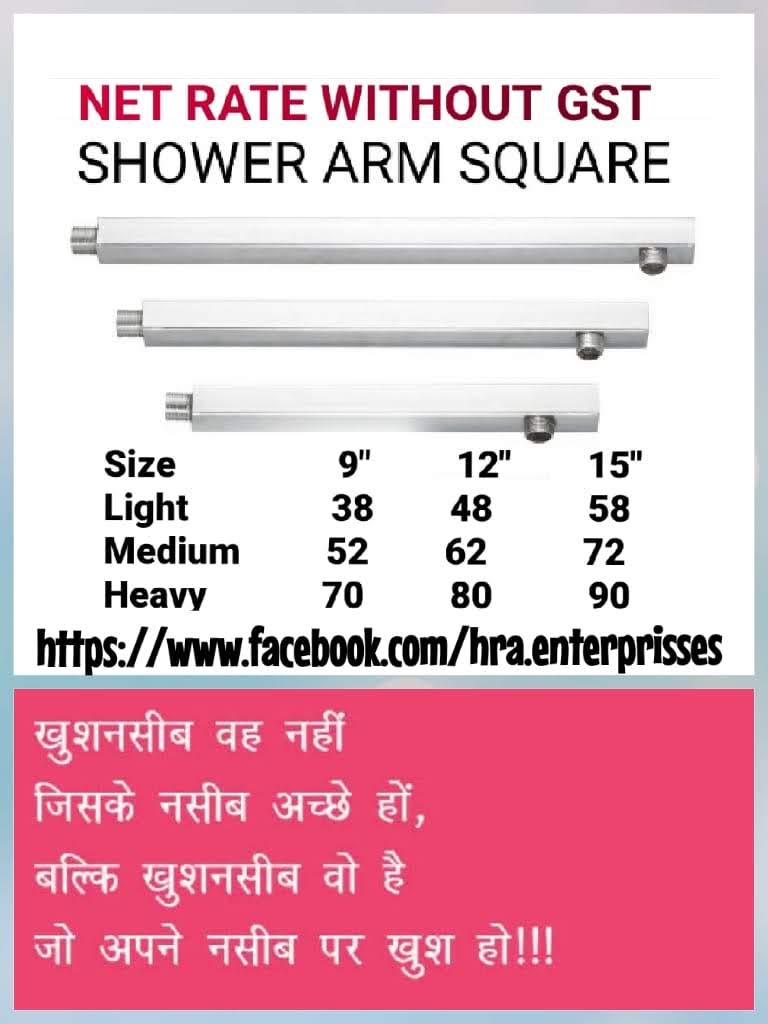 NET RATE WITHOUT GST
SHOWER ARM SQUARE
Size 9" 12" 15"
Light 38 48 58
Medium 52 62 72
Heavy 70 80 90
https://www.facebook.com/hra.enterprisses
खुशनसीब वह नहीं
जिसके नसीब अच्छे हों,
बल्कि खुशनसीब वो है
जो अपने नसीब पर खुश हो!!!